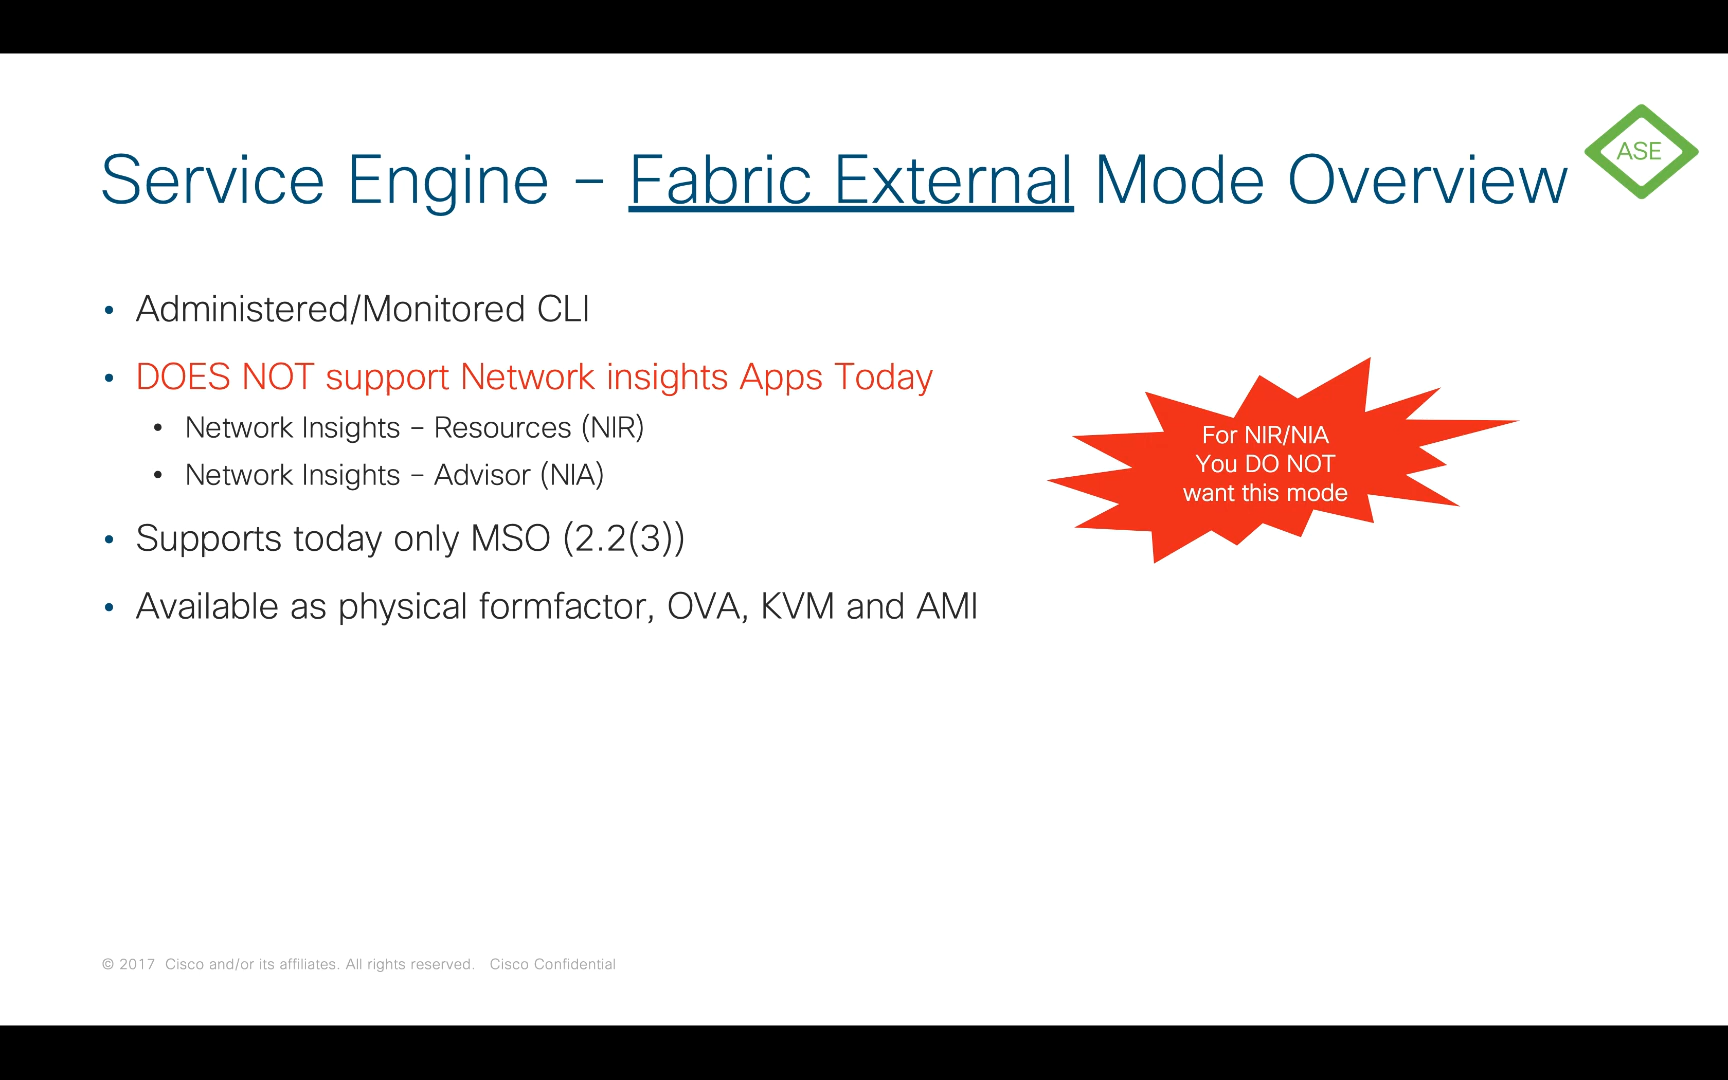 Service Engine – Fabric External Mode Overview
ASE
• Administered/Monitored CLI
• DOES NOT support Network insights Apps Today
• Network Insights – Resources (NIR)
• Network Insights – Advisor (NIA)
• Supports today only MSO (2.2(3))
• Available as physical formfactor, OVA, KVM and AMI
For NIR/NIA
You DO NOT
want this mode
© 2017 Cisco and/or its affiliates. All rights reserved. Cisco Confidential